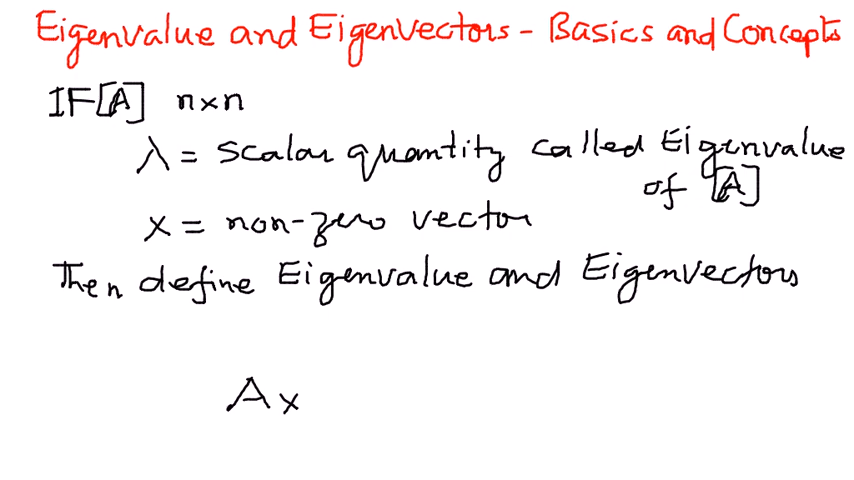 Eigenvalue and Eigenvectors - Basics and Concepts
IF [A] n×n
λ = scalar quantity called Eigenvalue
of [A]
x = non-zero vector
Then define Eigenvalue and Eigenvectors
Ax